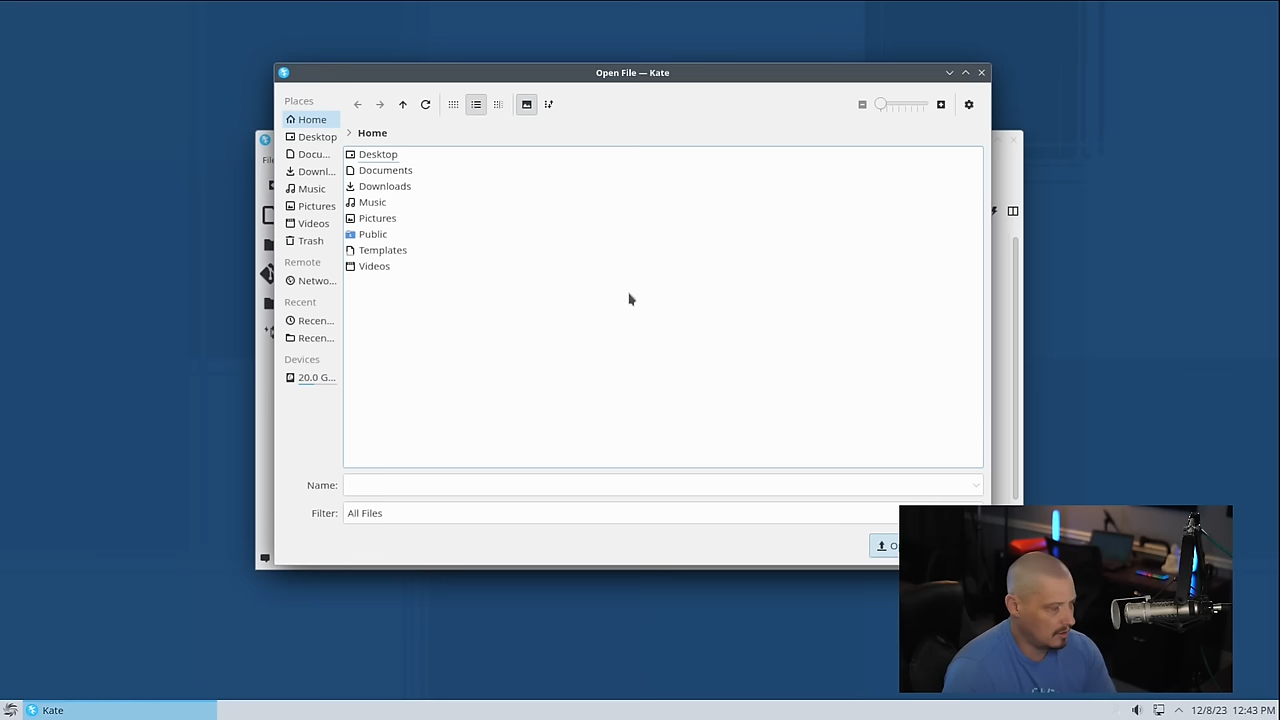 Open File — Kate
Places
Home
Desktop
Docu...
Downl...
Music
Pictures
Videos
Trash
Remote
Netwo...
Recent
Recen...
Recen...
Devices
20.0 G...
Home
Desktop
Documents
Downloads
Music
Pictures
Public
Templates
Videos
Name:
Filter:
All Files
Kate
12/8/23 12:43 PM